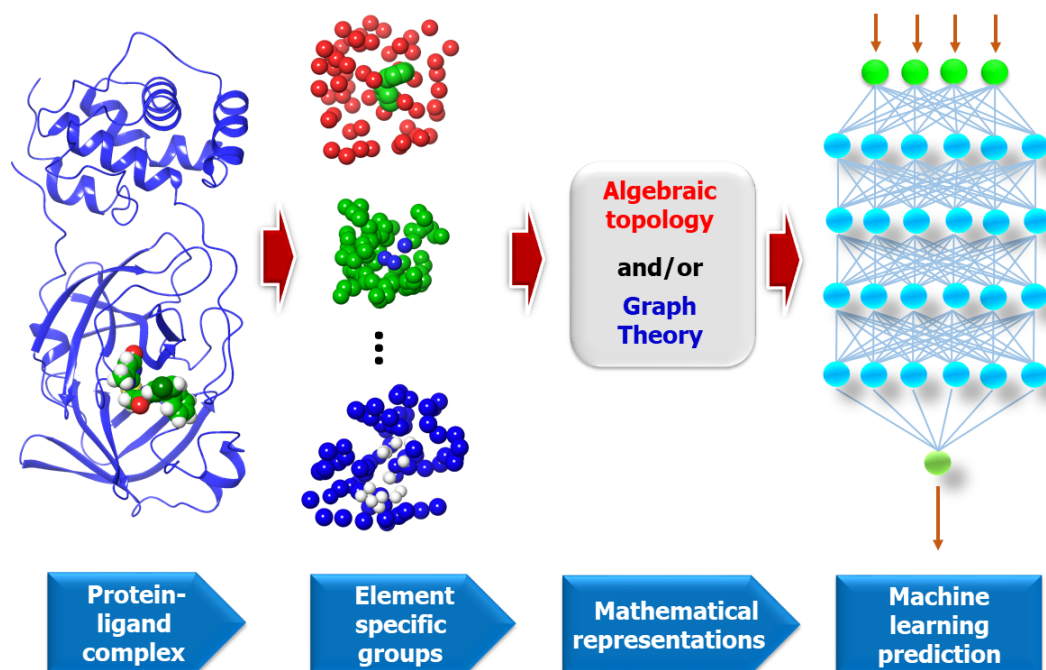 Algebraic
topology
and/or
Graph
Theory
Protein-
ligand
complex
Element
specific
groups
Mathematical
representations
Machine
learning
prediction